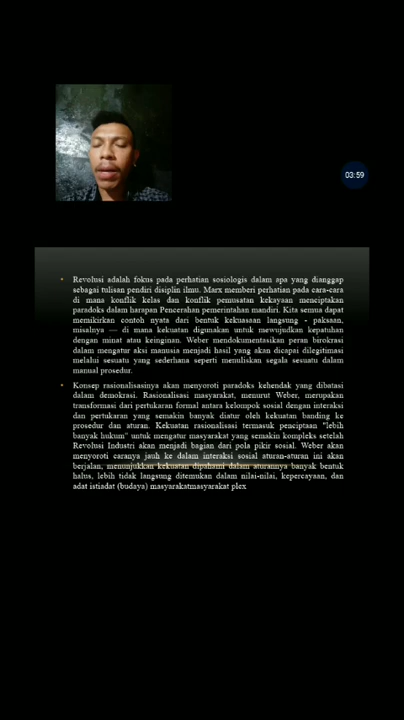 03:59
• Revolusi adalah fokus pada perhatian sosiologis dalam apa yang dianggap
sebagai tulisan pendiri disiplin ilmu. Marx memberi perhatian pada cara-cara
di mana konflik kelas dan konflik pemusatan kekayaan menciptakan
paradoks dalam harapan Pencerahan pemerintahan mandiri. Kita semua dapat
memikirkan contoh nyata dari bentuk kekuasaan langsung - paksaan,
misalnya — di mana kekuatan digunakan untuk mewujudkan kepatuhan
dengan minat atau keinginan. Weber mendokumentasikan peran birokrasi
dalam mengatur aksi manusia menjadi hasil yang akan dicapai dilegitimasi
melalui sesuatu yang sederhana seperti menuliskan segala sesuatu dalam
manual prosedur.
• Konsep rasionalisasinya akan menyoroti paradoks kehendak yang dibatasi
dalam demokrasi. Rasionalisasi masyarakat, menurut Weber, merupakan
transformasi dari pertukaran formal antara kelompok sosial dengan interaksi
dan pertukaran yang semakin banyak diatur oleh kekuatan banding ke
prosedur dan aturan. Kekuatan rasionalisasi termasuk penciptaan "lebih
banyak hukum" untuk mengatur masyarakat yang semakin kompleks setelah
Revolusi Industri akan menjadi bagian dari pola pikir sosial. Weber akan
menyoroti caranya jauh ke dalam interaksi sosial aturan-aturan ini akan
berjalan, menunjukkan kekuatan dipahami dalam aturannya banyak bentuk
halus, lebih tidak langsung ditemukan dalam nilai-nilai, kepercayaan, dan
adat istiadat (budaya) masyarakatmasyarakat plex